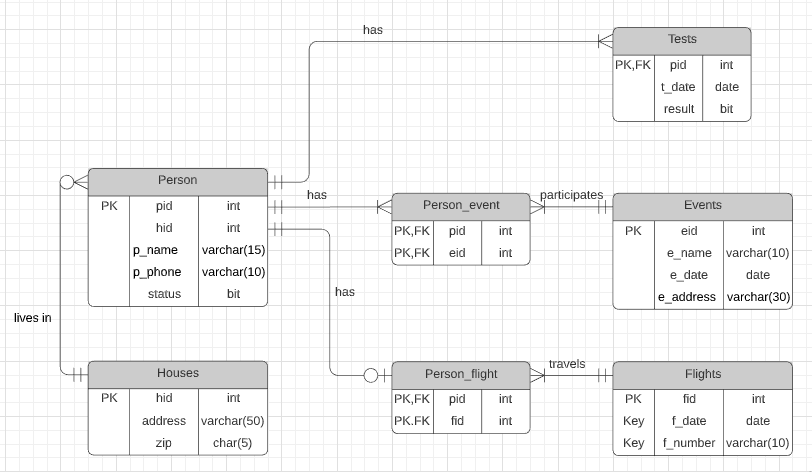 has
Tests
PK,FK pid int
t_date date
result bit
Person
PK pid int
hid int
p_name varchar(15)
p_phone varchar(10)
status bit
has
Person_event
PK,FK pid int
PK,FK eid int
participates
Events
PK eid int
e_name varchar(10)
e_date date
e_address varchar(30)
has
lives in
Houses
PK hid int
address varchar(50)
zip char(5)
Person_flight
PK,FK pid int
PK.FK fid int
travels
Flights
PK fid int
Key f_date date
Key f_number varchar(10)